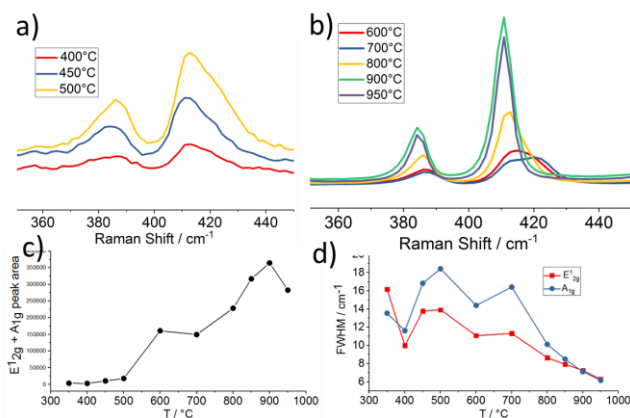 a)
400°C
450°C
500°C
360 380 400 420 440
Raman Shift / cm⁻¹
b)
600°C
700°C
800°C
900°C
950°C
360 380 400 420 440
Raman Shift / cm⁻¹
c)
350000
300000
250000
200000
150000
100000
50000
0
E¹₂g + A₁g peak area
300 400 500 600 700 800 900 1000
T / °C
d)
18
16
14
12
10
8
6
FWHM / cm⁻¹
E¹₂g
A₁g
300 400 500 600 700 800 900 1000
T / °C